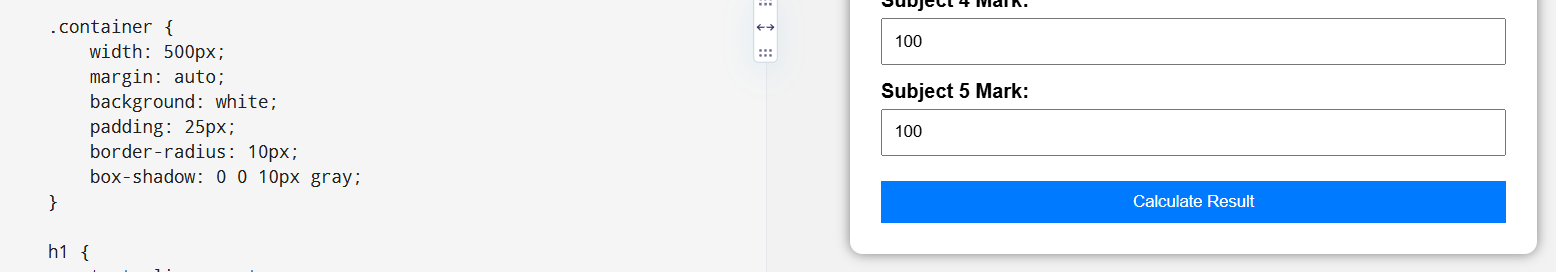 .container {
width: 500px;
margin: auto;
background: white;
padding: 25px;
border-radius: 10px;
box-shadow: 0 0 10px gray;
}
h1 {
Subject 4 Mark:
100
Subject 5 Mark:
100
Calculate Result